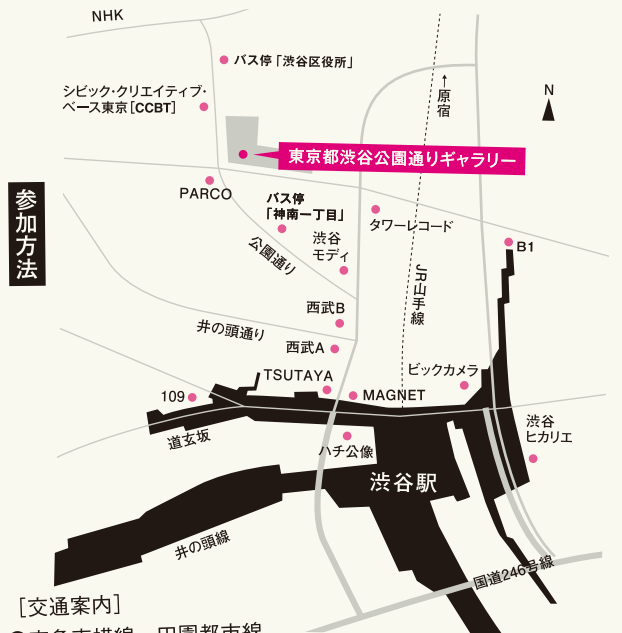 NHK
バス停「渋谷区役所」
シビック・クリエイティブ・
ベース東京[CCBT]
↑原宿
N
東京都渋谷公園通りギャラリー
PARCO
参加方法
バス停
「神南一丁目」
タワーレコード
渋谷
モディ
公園通り
B1
JR山手線
西武B
井の頭通り
西武A
ビックカメラ
TSUTAYA
109
MAGNET
道玄坂
ハチ公像
渋谷
ヒカリエ
渋谷駅
井の頭線
国道246号線
[交通案内]